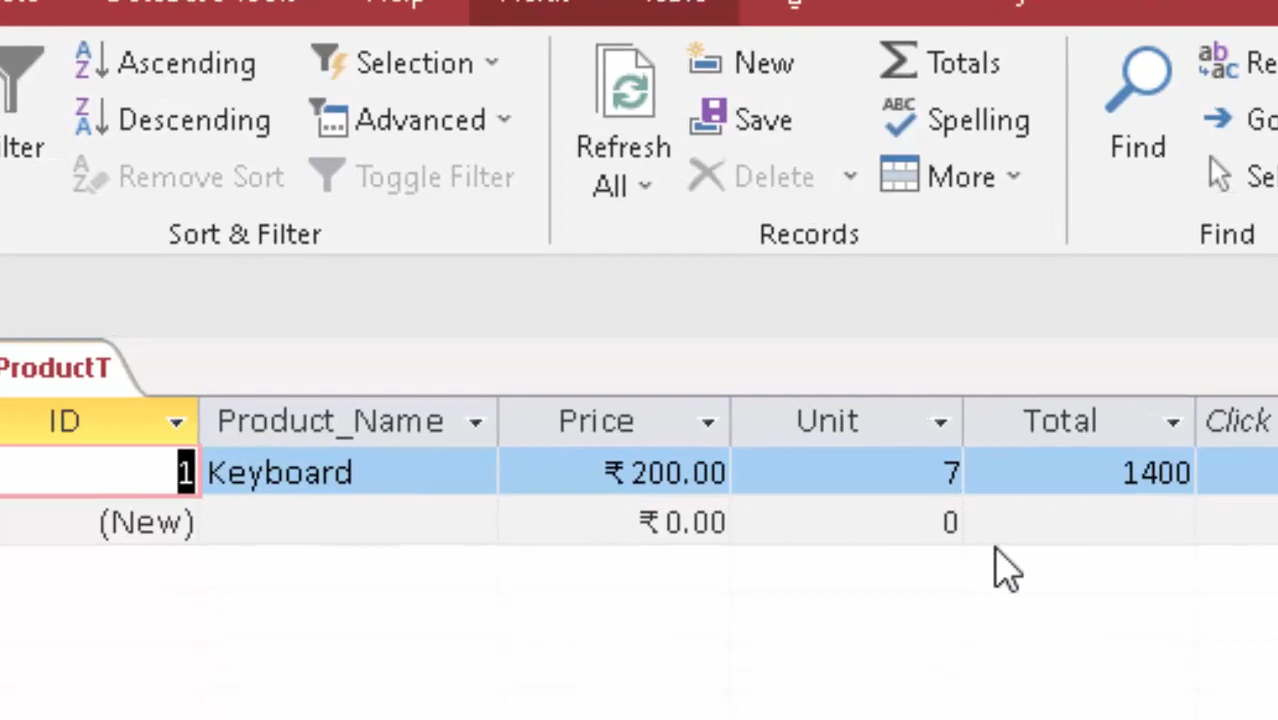 Ascending
Selection
New
Totals
Descending
Advanced
Save
Spelling
Refresh
All
Find
Remove Sort
Toggle Filter
Delete
More
Sort & Filter
Records
Find
ProductT
ID Product_Name Price Unit Total Click
1 Keyboard ₹ 200.00 7 1400
(New) ₹ 0.00 0